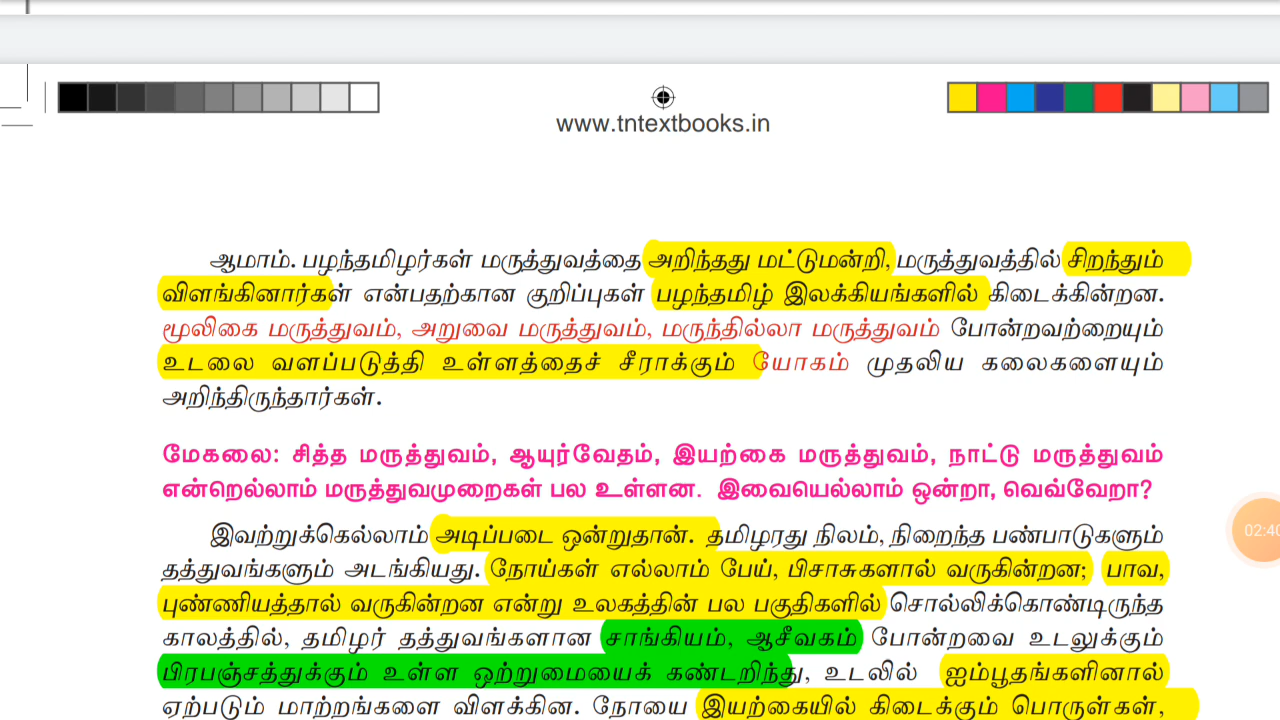 www.tntextbooks.in
ஆமாம். பழந்தமிழர்கள் மருத்துவத்தை அறிந்தது மட்டுமன்றி, மருத்துவத்தில் சிறந்தும்
விளங்கினார்கள் என்பதற்கான குறிப்புகள் பழந்தமிழ் இலக்கியங்களில் கிடைக்கின்றன.
மூலிகை மருத்துவம், அறுவை மருத்துவம், மருந்தில்லா மருத்துவம் போன்றவற்றையும்
உடலை வளப்படுத்தி உள்ளத்தைச் சீராக்கும் யோகம் முதலிய கலைகளையும்
அறிந்திருந்தார்கள்.
மேகலை: சித்த மருத்துவம், ஆயுர்வேதம், இயற்கை மருத்துவம், நாட்டு மருத்துவம்
என்றெல்லாம் மருத்துவமுறைகள் பல உள்ளன. இவையெல்லாம் ஒன்றா, வெவ்வேறா?
இவற்றுக்கெல்லாம் அடிப்படை ஒன்றுதான். தமிழரது நிலம், நிறைந்த பண்பாடுகளும்
தத்துவங்களும் அடங்கியது. நோய்கள் எல்லாம் பேய், பிசாசுகளால் வருகின்றன; பாவ,
புண்ணியத்தால் வருகின்றன என்று உலகத்தின் பல பகுதிகளில் சொல்லிக்கொண்டிருந்த
காலத்தில், தமிழர் தத்துவங்களான சாங்கியம், ஆசீவகம் போன்றவை உடலுக்கும்
பிரபஞ்சத்துக்கும் உள்ள ஒற்றுமையைக் கண்டறிந்து, உடலில் ஐம்பூதங்களினால்
ஏற்படும் மாற்றங்களை விளக்கின. நோயை இயற்கையில் கிடைக்கும் பொருள்கள்,
02:40